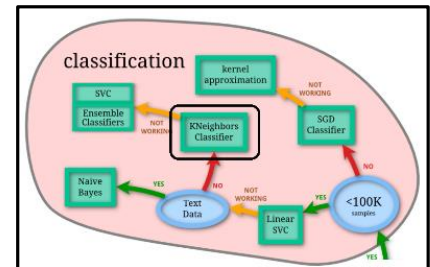 classification
kernel
approximation
SVC
Ensemble
Classifiers
NOT
WORKING
KNeighbors
Classifier
NOT
WORKING
SGD
Classifier
NO
NO
Naive
Bayes
YES
Text
Data
NOT
WORKING
Linear
SVC
YES
<100K
samples
YES